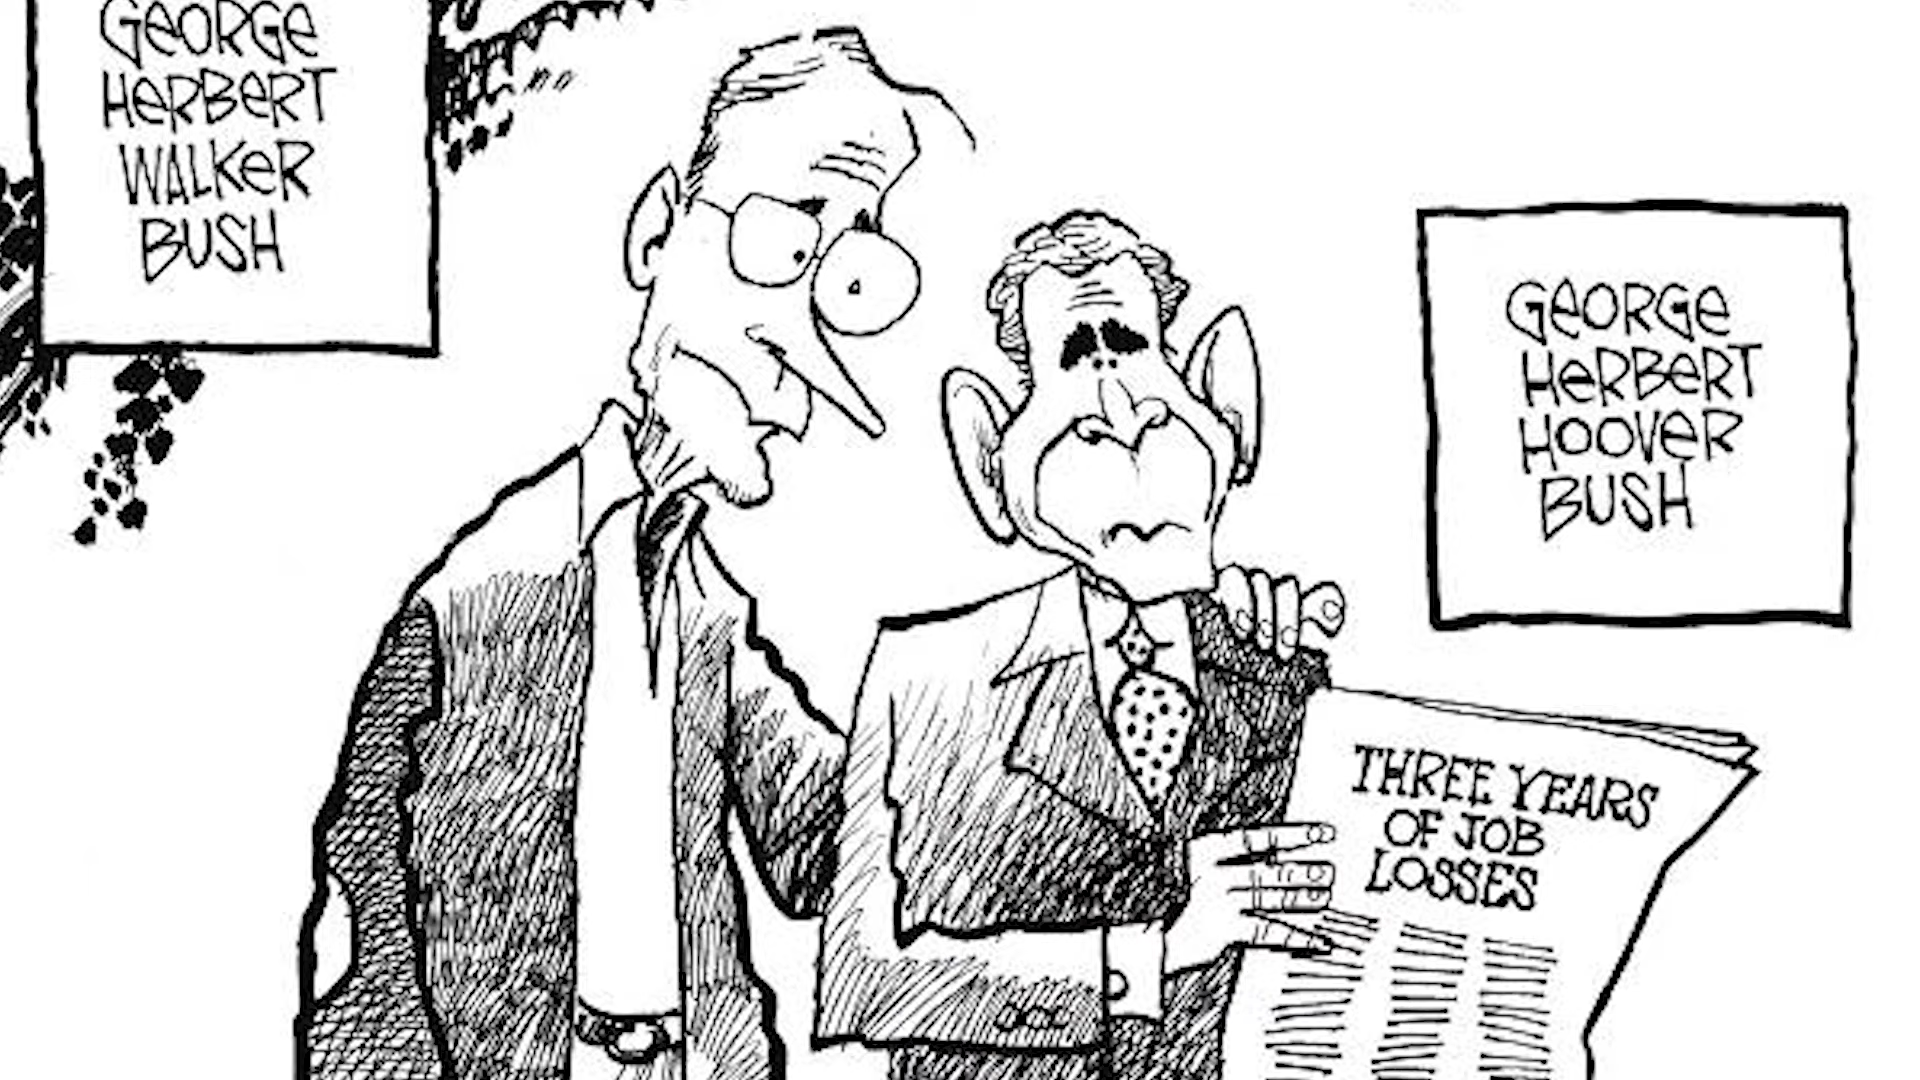 GEORGE
HERBERT
WALKER
BUSH
GEORGE
HERBERT
HOOVER
BUSH
THREE YEARS
OF JOB
LOSSES